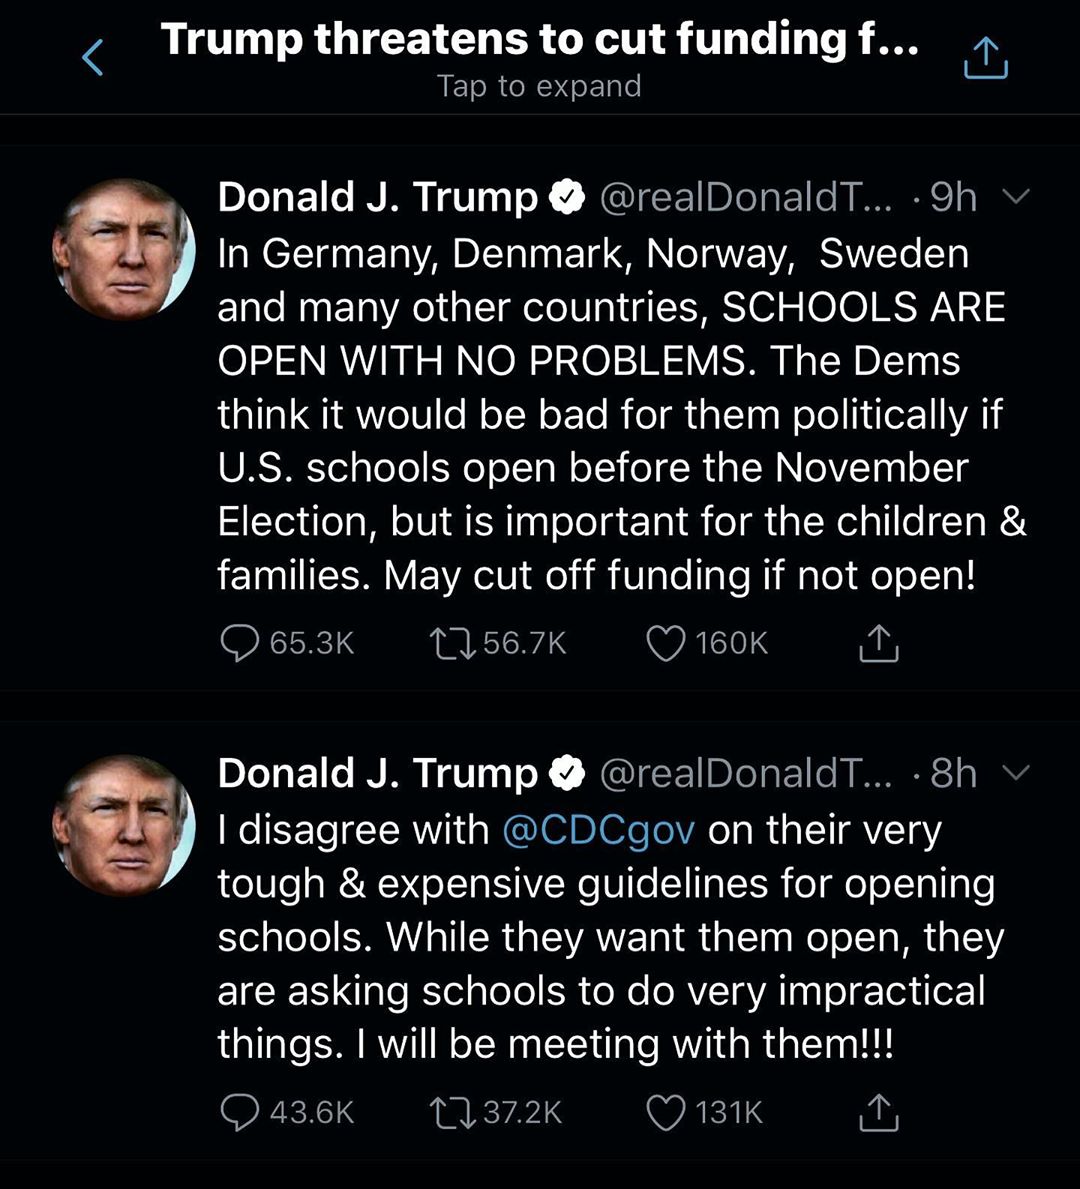 Trump threatens to cut funding f...
Tap to expand
Donald J. Trump @realDonaldT... · 9h
In Germany, Denmark, Norway,  Sweden
and many other countries, SCHOOLS ARE
OPEN WITH NO PROBLEMS. The Dems
think it would be bad for them politically if
U.S. schools open before the November
Election, but is important for the children &
families. May cut off funding if not open!
65.3K 56.7K 160K
Donald J. Trump @realDonaldT... · 8h
I disagree with @CDCgov on their very
tough & expensive guidelines for opening
schools. While they want them open, they
are asking schools to do very impractical
things. I will be meeting with them!!!
43.6K 37.2K 131K